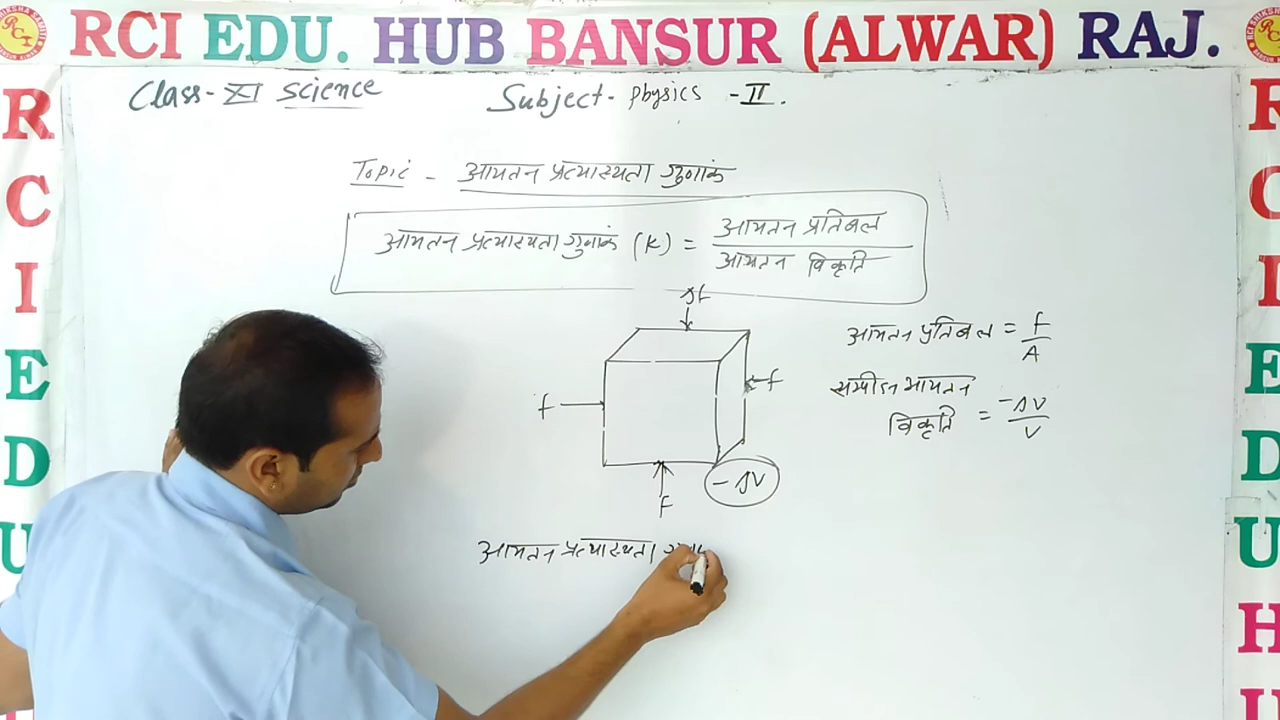 RCI EDU. HUB BANSUR (ALWAR) RAJ.
R
C
I
E
D
U
R
C
I
E
D
U
H
U
Class-XI Science
Subject- Physics -II.
Topic - आयतन प्रत्यास्थता गुणांक
आयतन प्रत्यास्थता गुणांक (K) = आयतन प्रतिबल / आयतन विकृति
f
f
f
F
-ΔV
आयतन प्रतिबल = f/A
आयतन
विकृति = -ΔV/V
आयतन प्रत्यास्थता